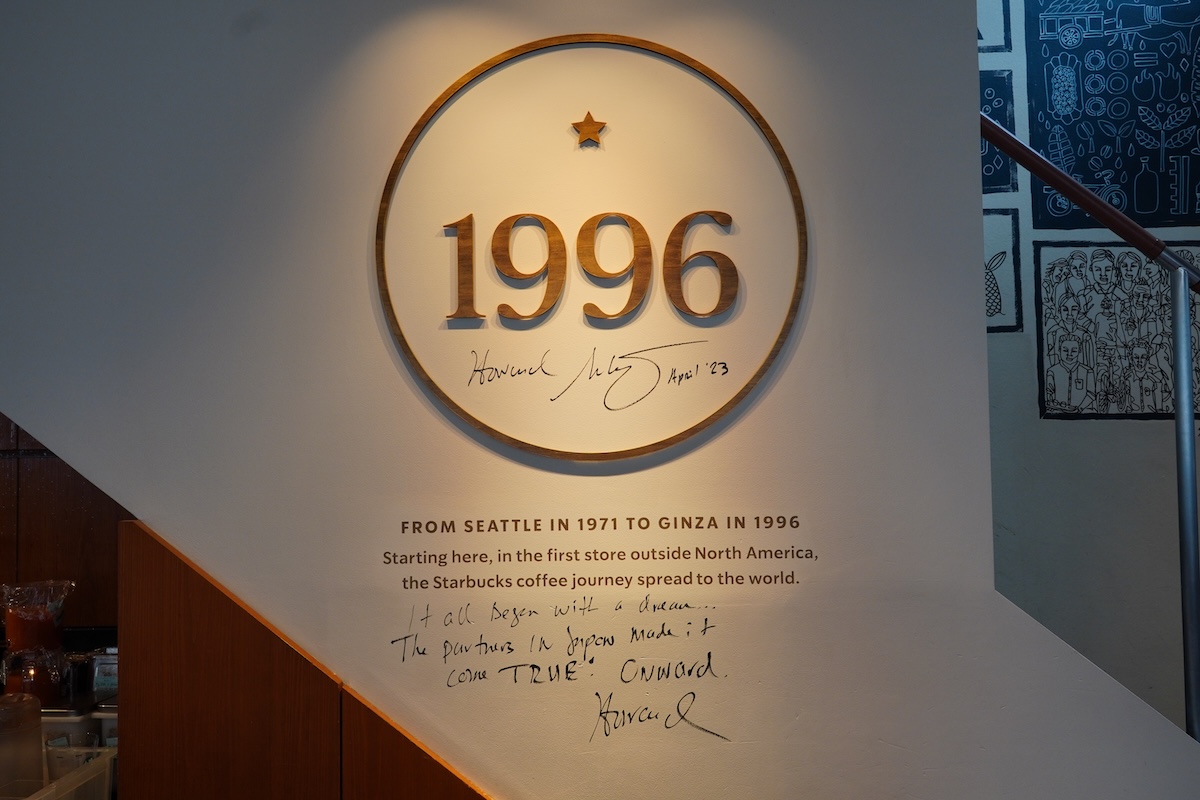 1996
Howard Schultz April '23
FROM SEATTLE IN 1971 TO GINZA IN 1996
Starting here, in the first store outside North America,
the Starbucks coffee journey spread to the world.
It all Began with a dream...
The partners IN Japan made it
come TRUE. Onward.
Howard